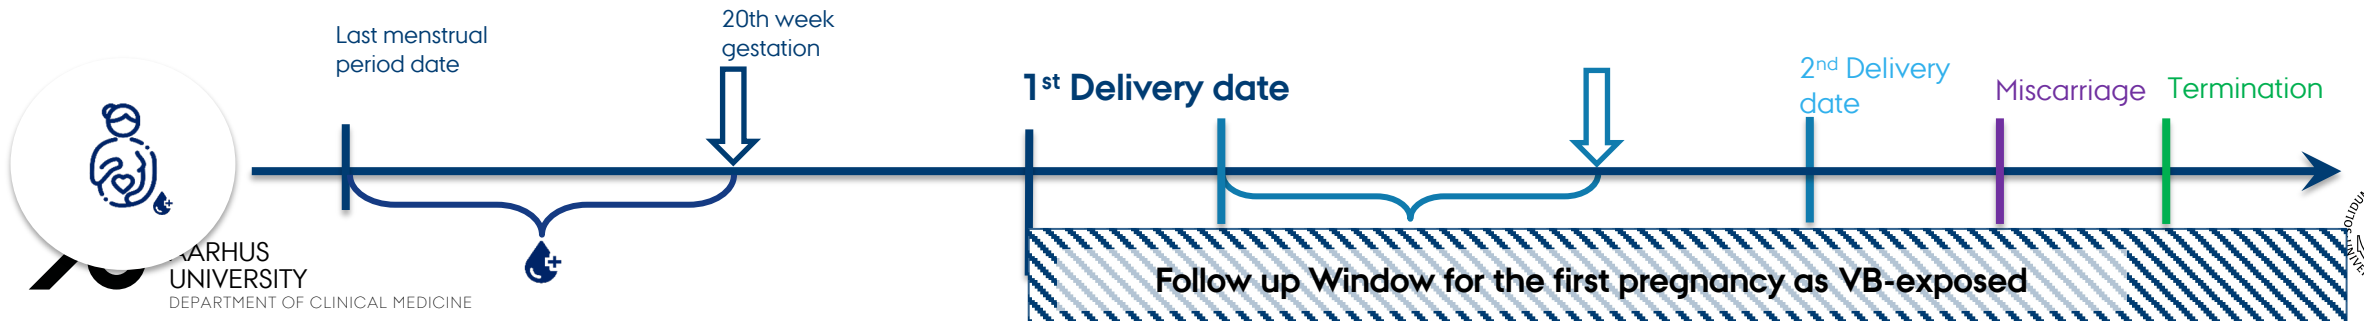 Last menstrual
period date
20th week
gestation
1st Delivery date
2nd Delivery
date
Miscarriage
Termination
Follow up Window for the first pregnancy as VB-exposed
AARHUS
UNIVERSITY
DEPARTMENT OF CLINICAL MEDICINE